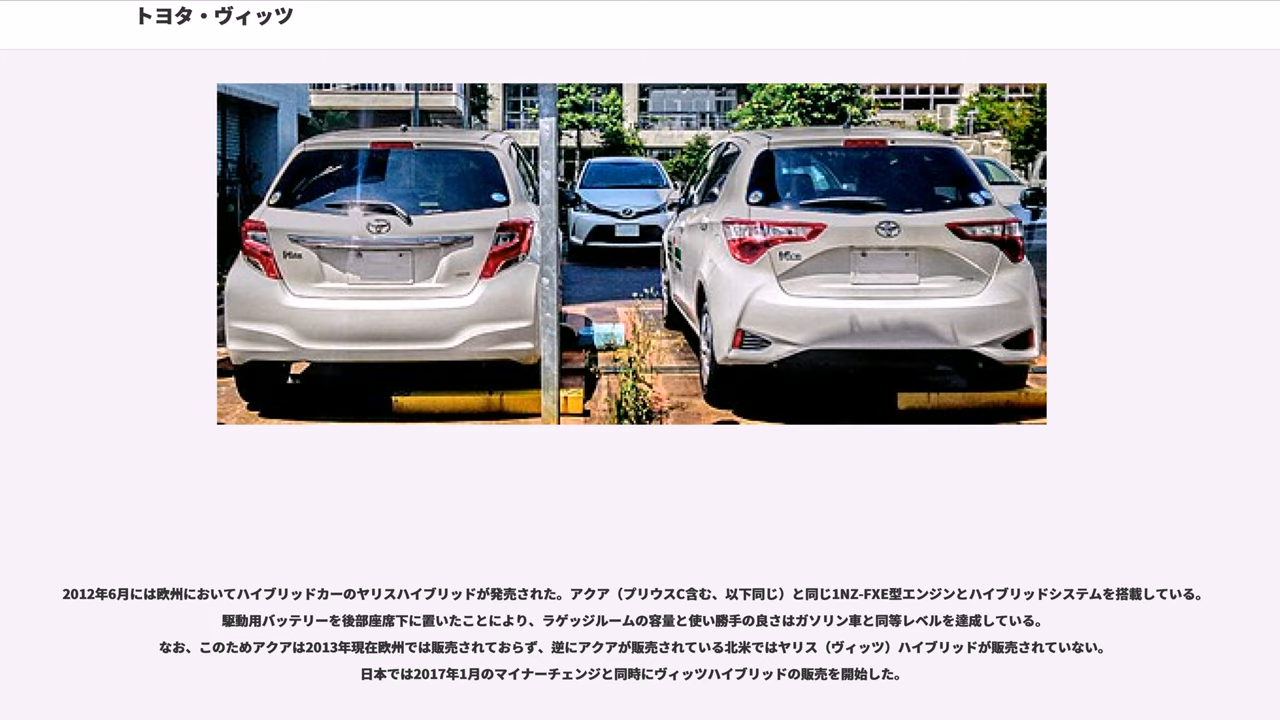 トヨタ・ヴィッツ
2012年6月には欧州においてハイブリッドカーのヤリスハイブリッドが発売された。アクア（プリウスC含む、以下同じ）と同じ1NZ-FXE型エンジンとハイブリッドシステムを搭載している。
駆動用バッテリーを後部座席下に置いたことにより、ラゲッジルームの容量と使い勝手の良さはガソリン車と同等レベルを達成している。
なお、このためアクアは2013年現在欧州では販売されておらず、逆にアクアが販売されている北米ではヤリス（ヴィッツ）ハイブリッドが販売されていない。
日本では2017年1月のマイナーチェンジと同時にヴィッツハイブリッドの販売を開始した。